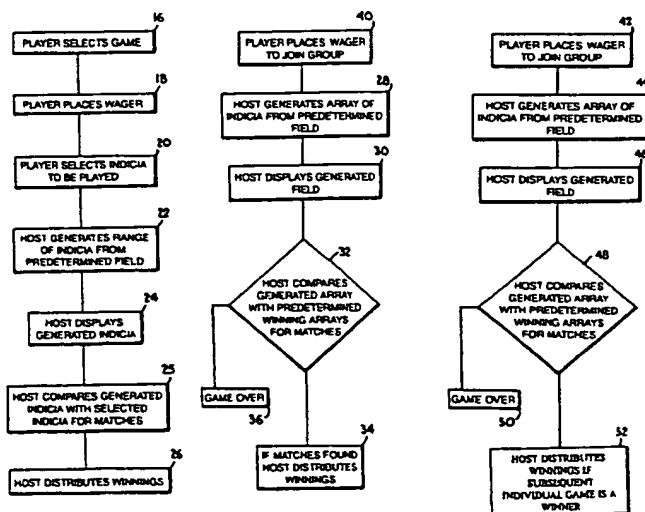 16
PLAYER SELECTS GAME
18
PLAYER PLACES WAGER
20
PLAYER SELECTS INDICIA
TO BE PLAYED
22
HOST GENERATES RANGE
OF INDICIA FROM
PREDETERMINED FIELD
24
HOST DISPLAYS
GENERATED INDICIA
25
HOST COMPARES GENERATED
INDICIA WITH SELECTED
INDICIA FOR MATCHES
26
HOST DISTRIBUTES WINNINGS
40
PLAYER PLACES WAGER
TO JOIN GROUP
28
HOST GENERATES ARRAY OF
INDICIA FROM PREDETERMINED
FIELD
30
HOST DISPLAYS GENERATED
FIELD
32
HOST COMPARES
GENERATED ARRAY
WITH PREDETERMINED
WINNING ARRAYS
FOR MATCHES
GAME OVER
36
34
IF MATCHES FOUND
HOST DISTRIBUTES
WINNINGS
42
PLAYER PLACES WAGER
TO JOIN GROUP
44
HOST GENERATES ARRAY OF
INDICIA FROM PREDETERMINED
FIELD
46
HOST DISPLAYS GENERATED
FIELD
48
HOST COMPARES
GENERATED ARRAY
WITH PREDETERMINED
WINNING ARRAYS
FOR MATCHES
GAME OVER
50
52
HOST DISTRIBUTES
WINNINGS IF
SUBSEQUENT
INDIVIDUAL GAME IS A
WINNER